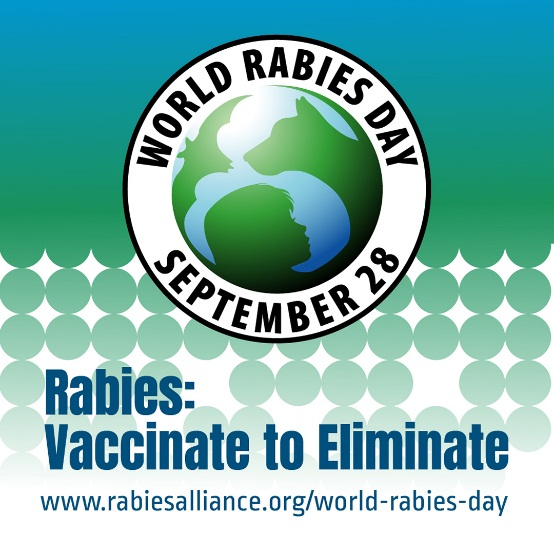 WORLD RABIES DAY
SEPTEMBER 28
Rabies:
Vaccinate to Eliminate
www.rabiesalliance.org/world-rabies-day